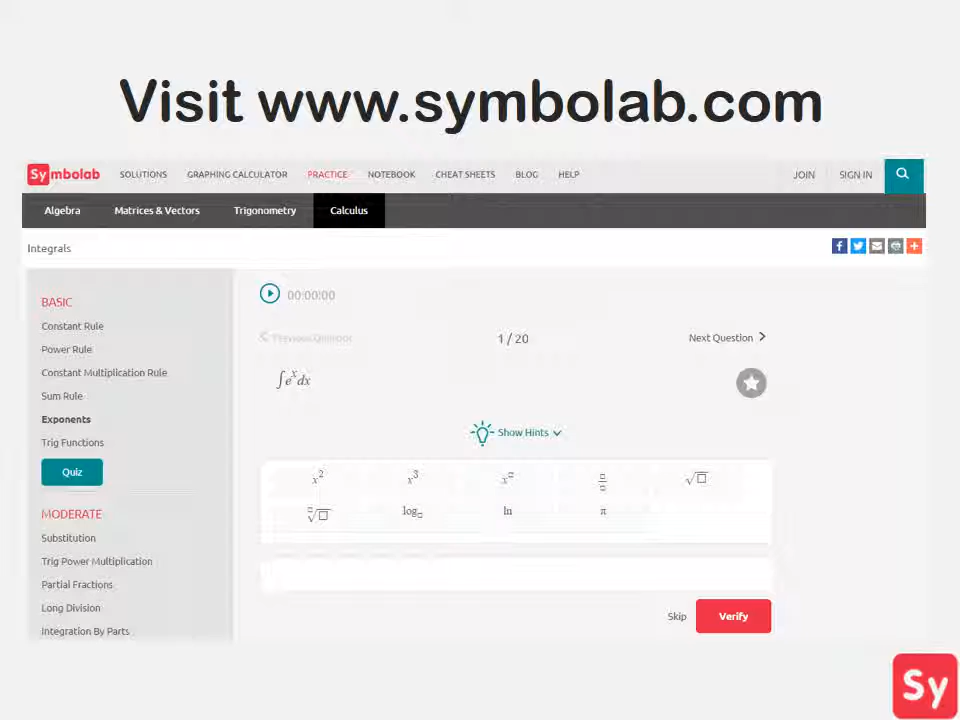 Visit www.symbolab.com
Symbolab SOLUTIONS GRAPHING CALCULATOR PRACTICE NOTEBOOK CHEAT SHEETS BLOG HELP JOIN SIGN IN
Algebra Matrices & Vectors Trigonometry Calculus
Integrals
BASIC
Constant Rule
Power Rule
Constant Multiplication Rule
Sum Rule
Exponents
Trig Functions
Quiz
MODERATE
Substitution
Trig Power Multiplication
Partial Fractions
Long Division
Integration By Parts
00:00:00
Previous Question 1 / 20 Next Question
∫eˣdx
Show Hints
x² x³ x▫ ▫/▫ √□
▫√□ log▫ ln π
Skip Verify
Sy